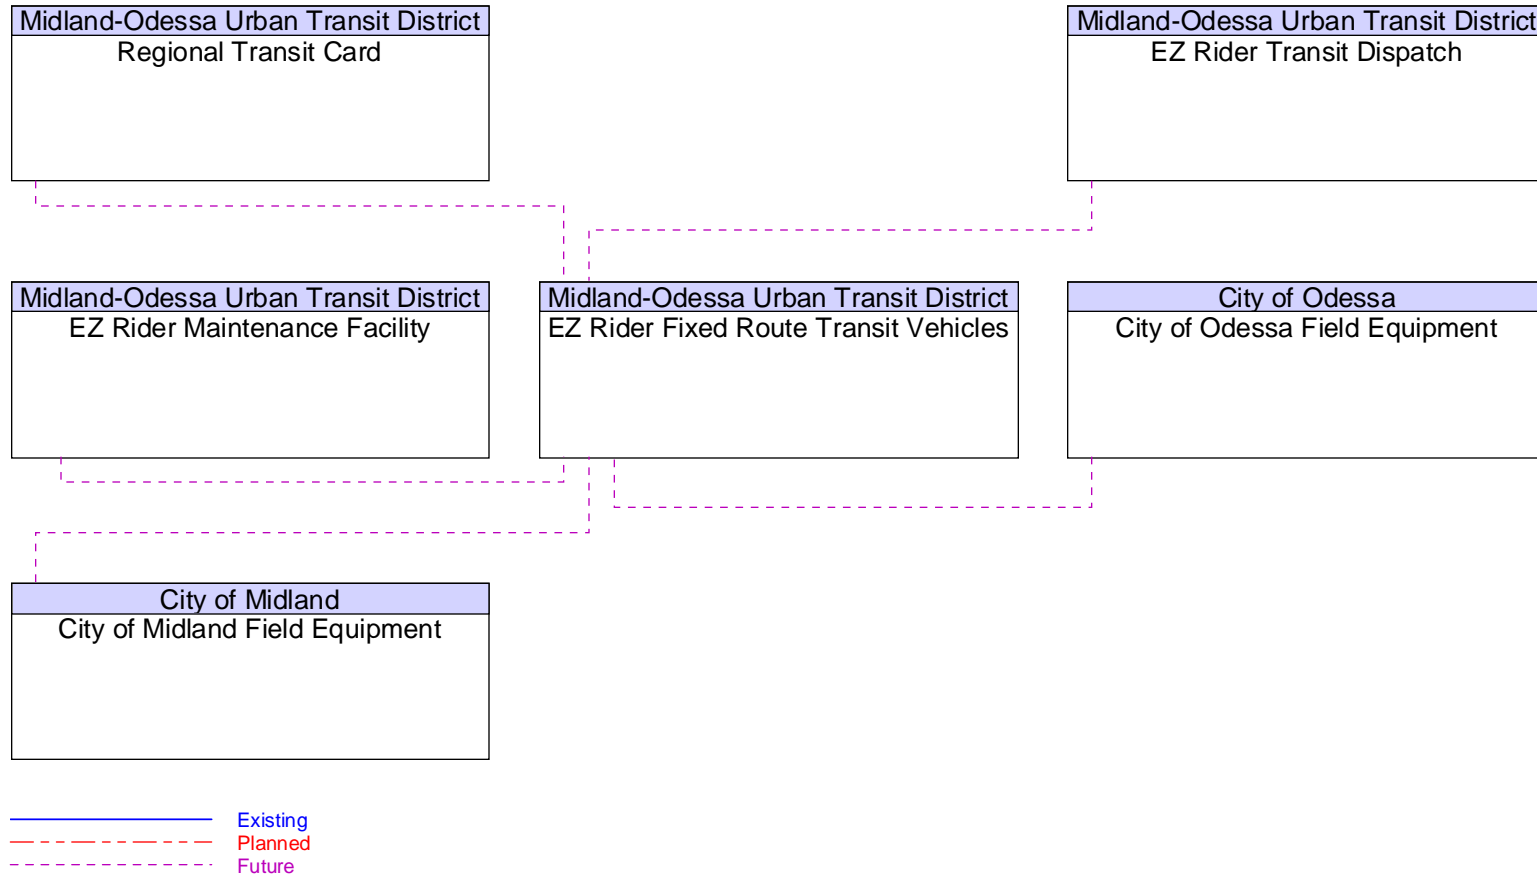 Midland-Odessa Urban Transit District
Regional Transit Card
Midland-Odessa Urban Transit District
EZ Rider Transit Dispatch
Midland-Odessa Urban Transit District
EZ Rider Maintenance Facility
Midland-Odessa Urban Transit District
EZ Rider Fixed Route Transit Vehicles
City of Odessa
City of Odessa Field Equipment
City of Midland
City of Midland Field Equipment
Existing
Planned
Future